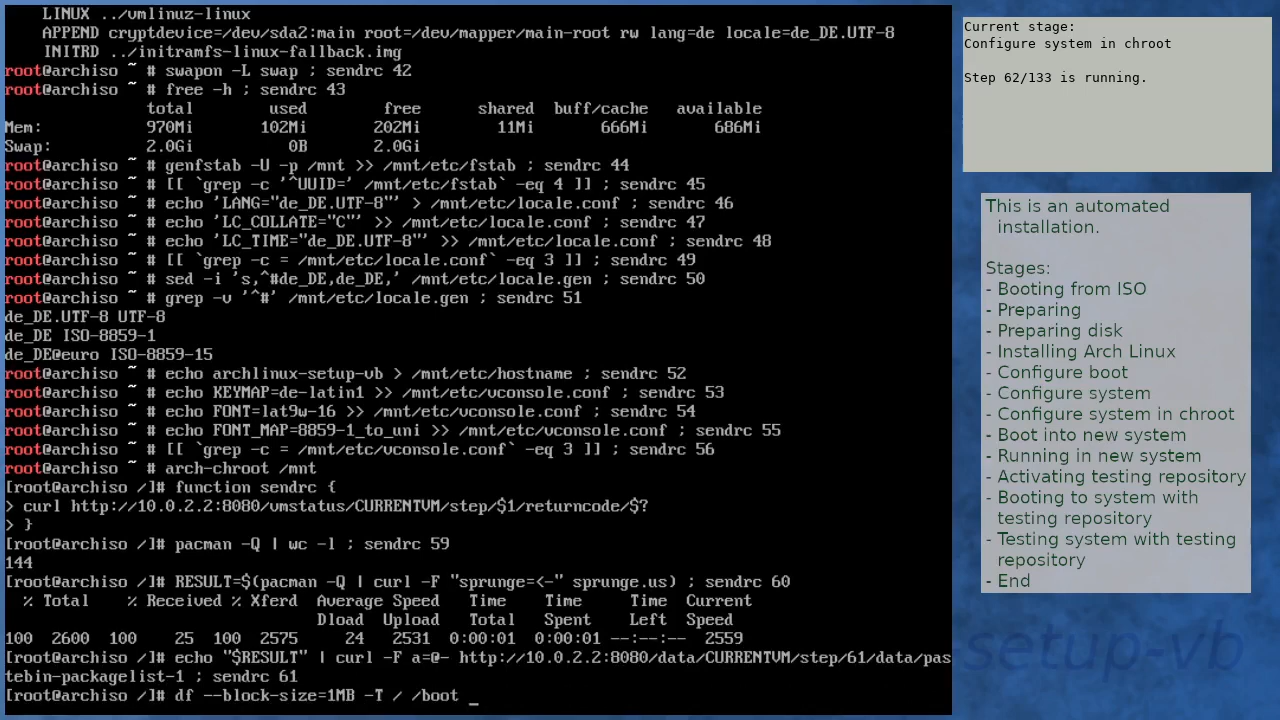 LINUX ../vmlinuz-linux
APPEND cryptdevice=/dev/sda2:main root=/dev/mapper/main-root rw lang=de locale=de_DE.UTF-8
INITRD ../initramfs-linux-fallback.img
root@archiso ~ # swapon -L swap ; sendrc 42
root@archiso ~ # free -h ; sendrc 43
total used free shared buff/cache available
Mem: 970Mi 102Mi 202Mi 11Mi 666Mi 686Mi
Swap: 2.0Gi 0B 2.0Gi
root@archiso ~ # genfstab -U -p /mnt >> /mnt/etc/fstab ; sendrc 44
root@archiso ~ # [[ `grep -c '^UUID=' /mnt/etc/fstab` -eq 4 ]] ; sendrc 45
root@archiso ~ # echo 'LANG="de_DE.UTF-8"' > /mnt/etc/locale.conf ; sendrc 46
root@archiso ~ # echo 'LC_COLLATE="C"' >> /mnt/etc/locale.conf ; sendrc 47
root@archiso ~ # echo 'LC_TIME="de_DE.UTF-8"' >> /mnt/etc/locale.conf ; sendrc 48
root@archiso ~ # [[ `grep -c = /mnt/etc/locale.conf` -eq 3 ]] ; sendrc 49
root@archiso ~ # sed -i 's,^#de_DE,de_DE,' /mnt/etc/locale.gen ; sendrc 50
root@archiso ~ # grep -v '^#' /mnt/etc/locale.gen ; sendrc 51
de_DE.UTF-8 UTF-8
de_DE ISO-8859-1
de_DE@euro ISO-8859-15
root@archiso ~ # echo archlinux-setup-vb > /mnt/etc/hostname ; sendrc 52
root@archiso ~ # echo KEYMAP=de-latin1 >> /mnt/etc/vconsole.conf ; sendrc 53
root@archiso ~ # echo FONT=lat9w-16 >> /mnt/etc/vconsole.conf ; sendrc 54
root@archiso ~ # echo FONT_MAP=8859-1_to_uni >> /mnt/etc/vconsole.conf ; sendrc 55
root@archiso ~ # [[ `grep -c = /mnt/etc/vconsole.conf` -eq 3 ]] ; sendrc 56
root@archiso ~ # arch-chroot /mnt
[root@archiso /]# function sendrc {
> curl http://10.0.2.2:8080/vmstatus/CURRENTVM/step/$1/returncode/$?
> }
[root@archiso /]# pacman -Q | wc -l ; sendrc 59
144
[root@archiso /]# RESULT=$(pacman -Q | curl -F "sprunge=<-" sprunge.us) ; sendrc 60
% Total % Received % Xferd Average Speed Time Time Time Current
Dload Upload Total Spent Left Speed
100 2600 100 25 100 2575 24 2531 0:00:01 0:00:01 --:--:-- 2559
[root@archiso /]# echo "$RESULT" | curl -F a=@- http://10.0.2.2:8080/data/CURRENTVM/step/61/data/pas
tebin-packagelist-1 ; sendrc 61
[root@archiso /]# df --block-size=1MB -T / /boot _
Current stage:
Configure system in chroot
Step 62/133 is running.
This is an automated
installation.
Stages:
- Booting from ISO
- Preparing
- Preparing disk
- Installing Arch Linux
- Configure boot
- Configure system
- Configure system in chroot
- Boot into new system
- Running in new system
- Activating testing repository
- Booting to system with
testing repository
- Testing system with testing
repository
- End
setup-vb